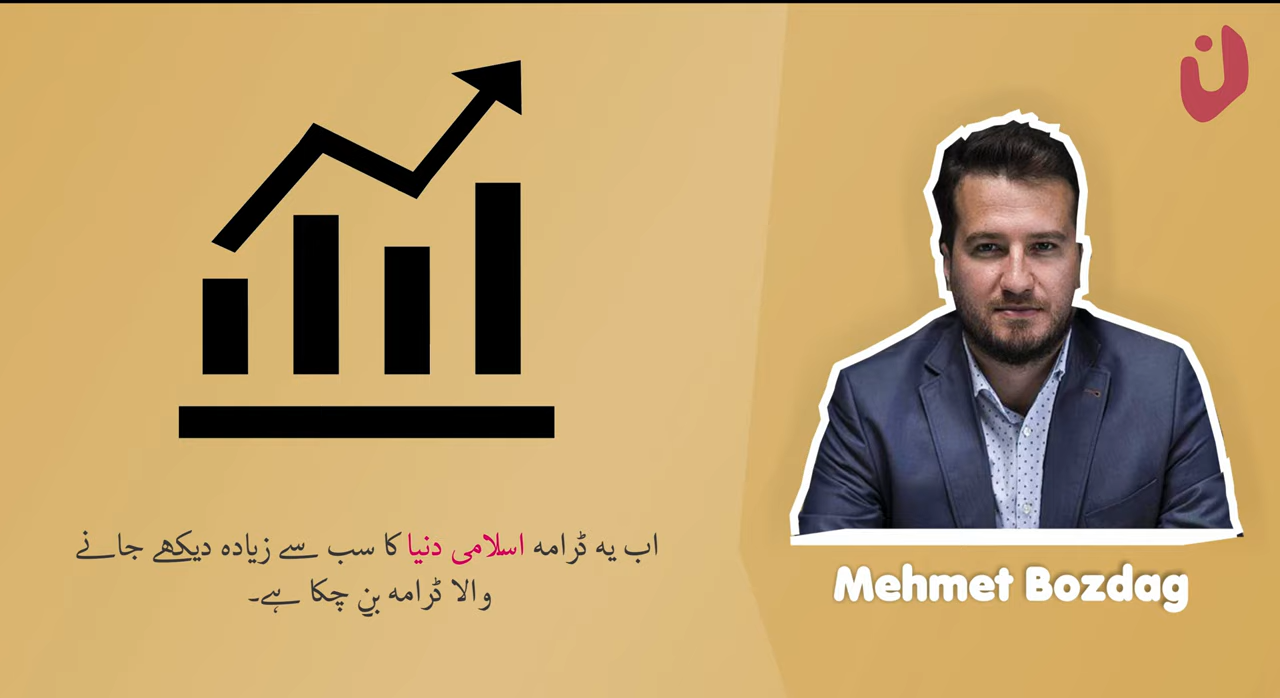 اب یہ ڈرامہ اسلامی دنیا کا سب سے زیادہ دیکھے جانے
والا ڈرامہ بن چکا ہے۔
Mehmet Bozdag